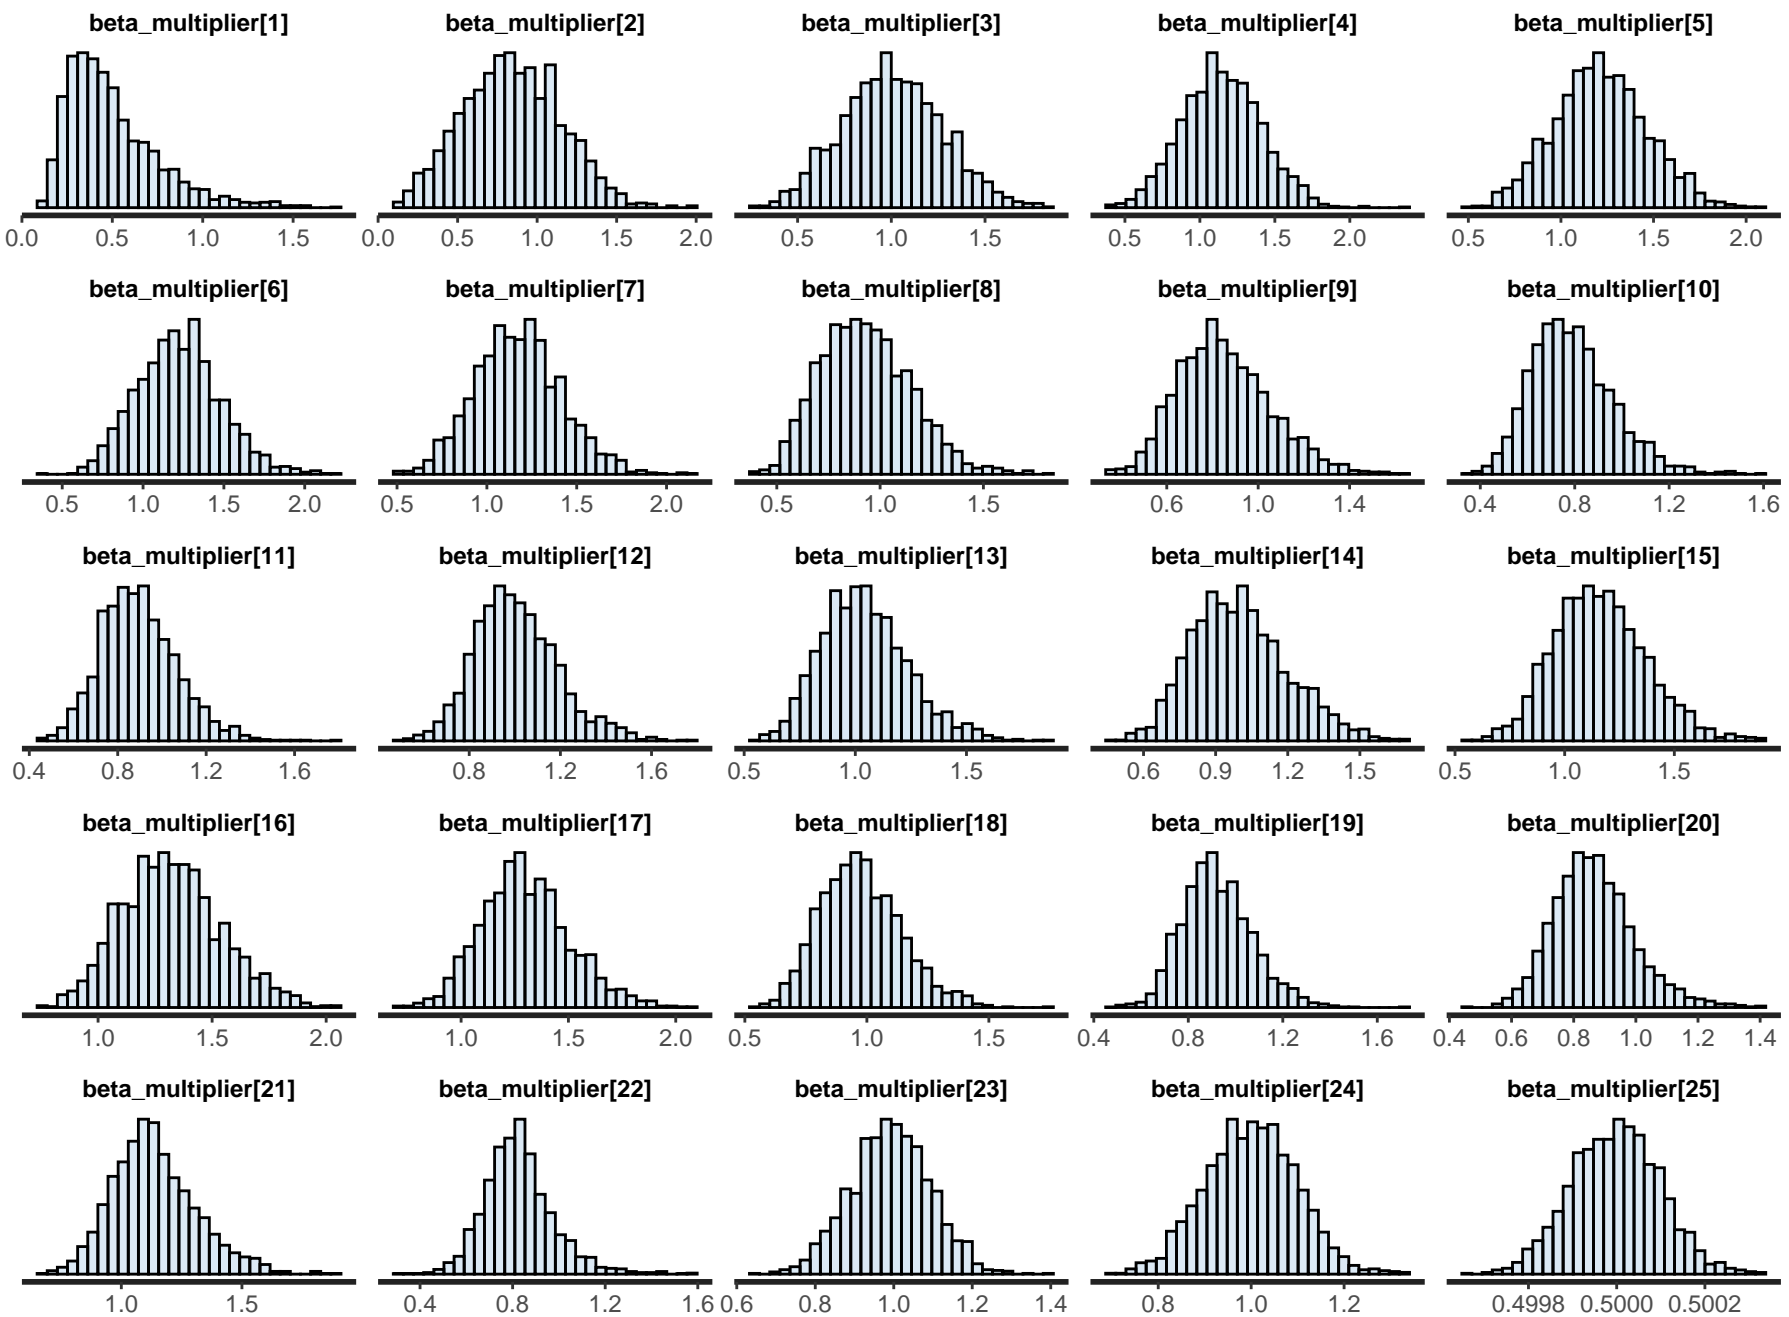 beta_multiplier[1] beta_multiplier[2] beta_multiplier[3] beta_multiplier[4] beta_multiplier[5]
0.0 0.5 1.0 1.5 0.0 0.5 1.0 1.5 2.0 0.5 1.0 1.5 0.5 1.0 1.5 2.0 0.5 1.0 1.5 2.0
beta_multiplier[6] beta_multiplier[7] beta_multiplier[8] beta_multiplier[9] beta_multiplier[10]
0.5 1.0 1.5 2.0 0.5 1.0 1.5 2.0 0.5 1.0 1.5 0.6 1.0 1.4 0.4 0.8 1.2 1.6
beta_multiplier[11] beta_multiplier[12] beta_multiplier[13] beta_multiplier[14] beta_multiplier[15]
0.4 0.8 1.2 1.6 0.8 1.2 1.6 0.5 1.0 1.5 0.6 0.9 1.2 1.5 0.5 1.0 1.5
beta_multiplier[16] beta_multiplier[17] beta_multiplier[18] beta_multiplier[19] beta_multiplier[20]
1.0 1.5 2.0 1.0 1.5 2.0 0.5 1.0 1.5 0.4 0.8 1.2 1.6 0.4 0.6 0.8 1.0 1.2 1.4
beta_multiplier[21] beta_multiplier[22] beta_multiplier[23] beta_multiplier[24] beta_multiplier[25]
1.0 1.5 0.4 0.8 1.2 1.6 0.6 0.8 1.0 1.2 1.4 0.8 1.0 1.2 0.4998 0.5000 0.5002